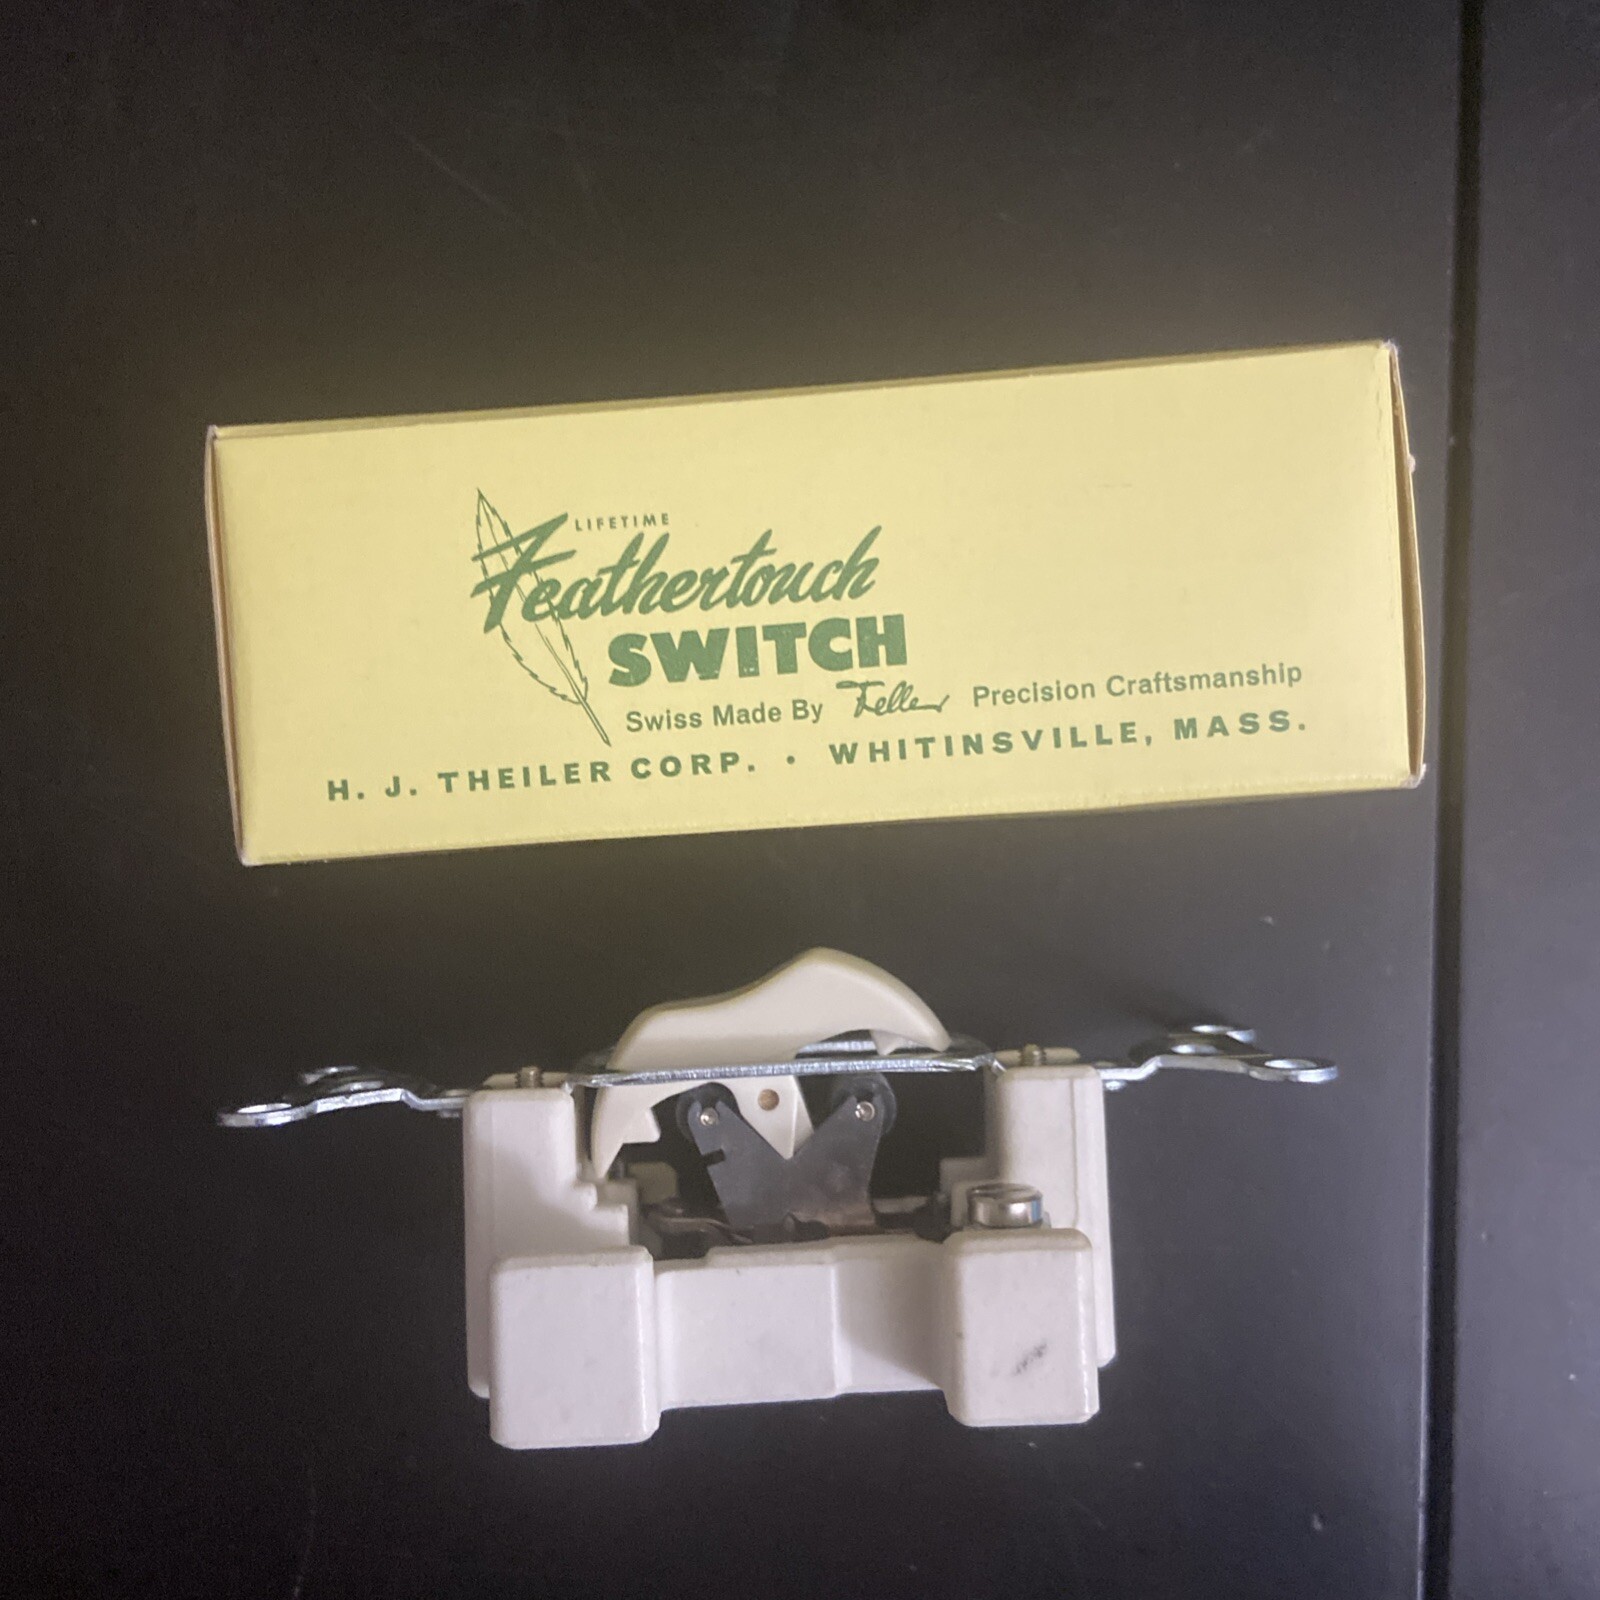 LIFETIME
Feathertouch
SWITCH
Swiss Made By Feller Precision Craftsmanship
H. J. THEILER CORP. • WHITINSVILLE, MASS.